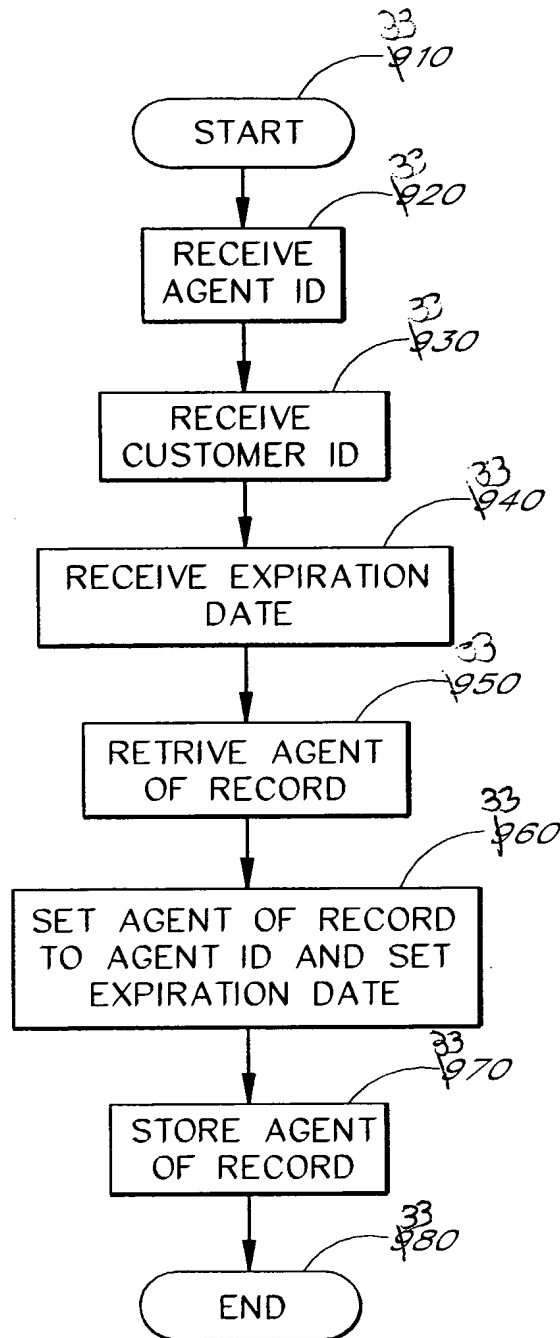 33
910
START
33
920
RECEIVE
AGENT ID
33
930
RECEIVE
CUSTOMER ID
33
940
RECEIVE EXPIRATION
DATE
33
950
RETRIVE AGENT
OF RECORD
33
960
SET AGENT OF RECORD
TO AGENT ID AND SET
EXPIRATION DATE
33
970
STORE AGENT
OF RECORD
33
980
END